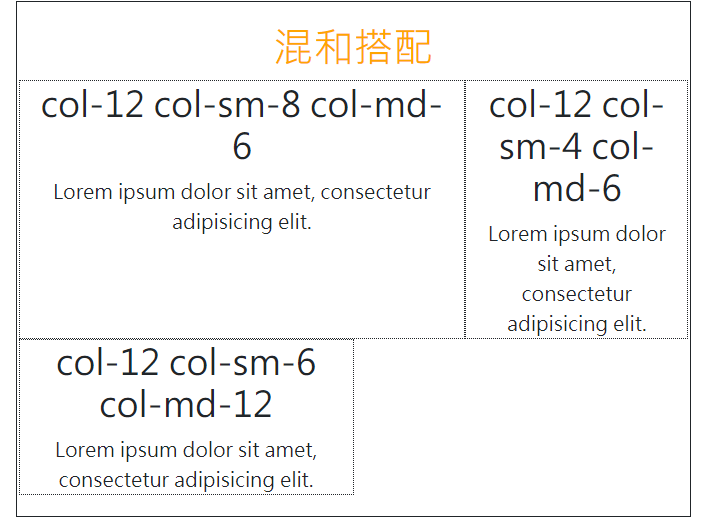 混和搭配
col-12 col-sm-8 col-md-
6
Lorem ipsum dolor sit amet, consectetur
adipisicing elit.
col-12 col-
sm-4 col-
md-6
Lorem ipsum dolor
sit amet,
consectetur
adipisicing elit.
col-12 col-sm-6
col-md-12
Lorem ipsum dolor sit amet,
consectetur adipisicing elit.